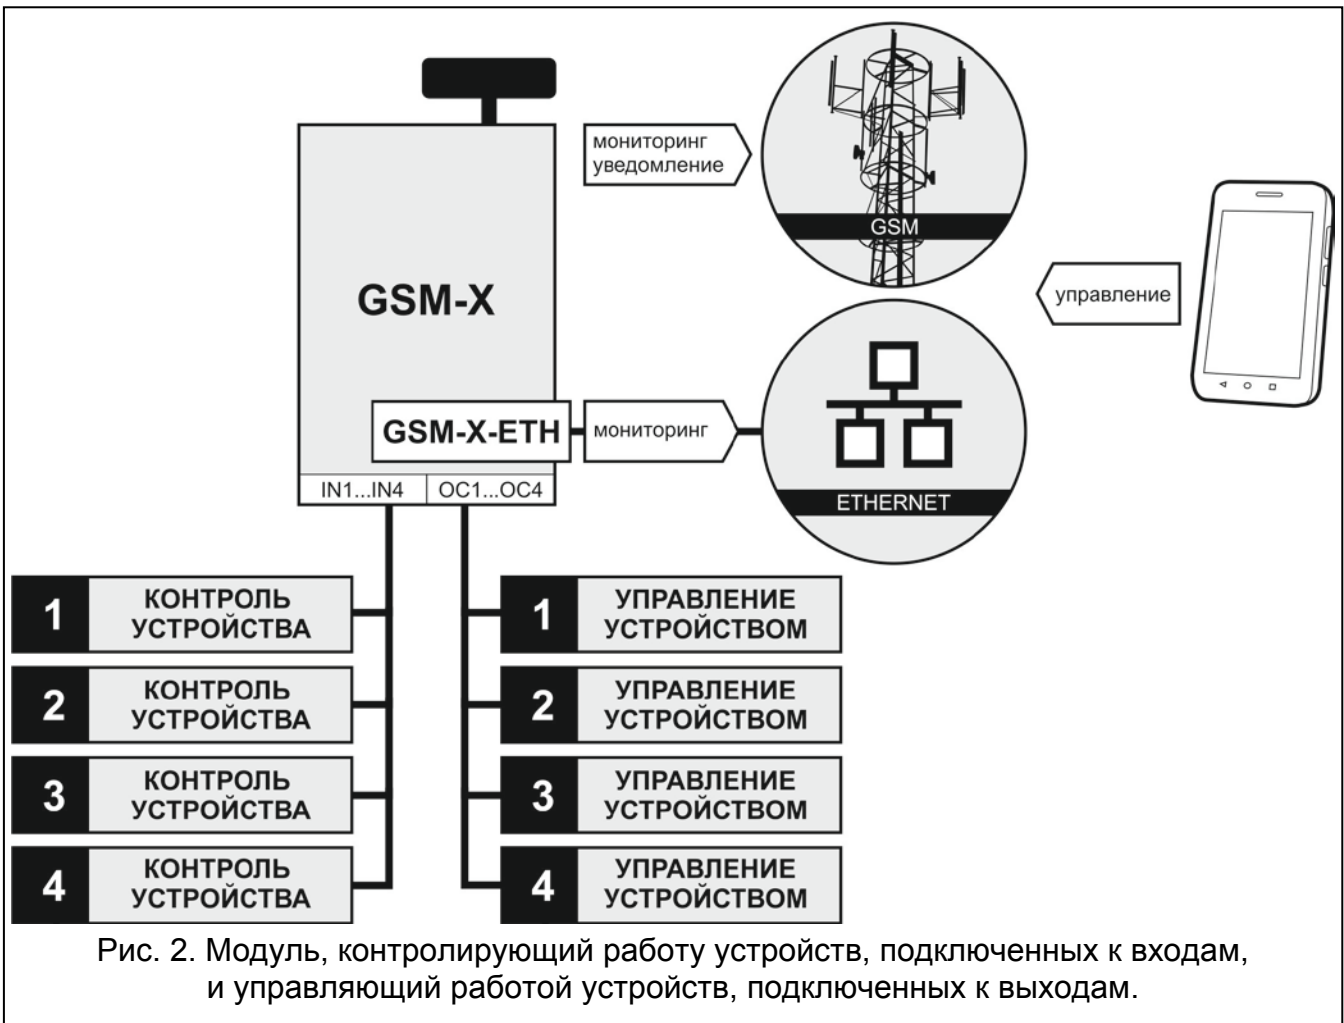 мониторинг
уведомление
GSM
GSM-X
управление
GSM-X-ETH
мониторинг
IN1...IN4
OC1...OC4
ETHERNET
1
КОНТРОЛЬ
УСТРОЙСТВА
1
УПРАВЛЕНИЕ
УСТРОЙСТВОМ
2
КОНТРОЛЬ
УСТРОЙСТВА
2
УПРАВЛЕНИЕ
УСТРОЙСТВОМ
3
КОНТРОЛЬ
УСТРОЙСТВА
3
УПРАВЛЕНИЕ
УСТРОЙСТВОМ
4
КОНТРОЛЬ
УСТРОЙСТВА
4
УПРАВЛЕНИЕ
УСТРОЙСТВОМ
Рис. 2. Модуль, контролирующий работу устройств, подключенных к входам,
и управляющий работой устройств, подключенных к выходам.